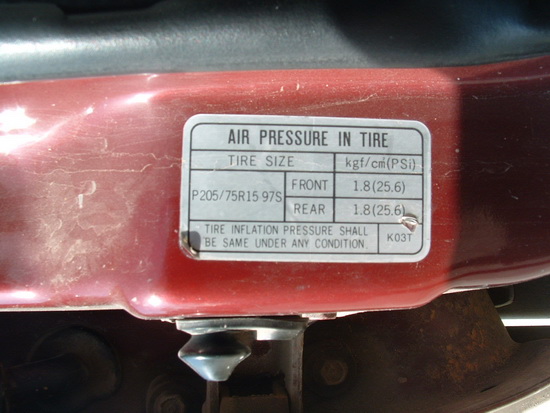 AIR PRESSURE IN TIRE
TIRE SIZE kgf/cm²(PSi)
P205/75R15 97S FRONT 1.8(25.6)
REAR 1.8(25.6)
TIRE INFLATION PRESSURE SHALL
BE SAME UNDER ANY CONDITION. K03T